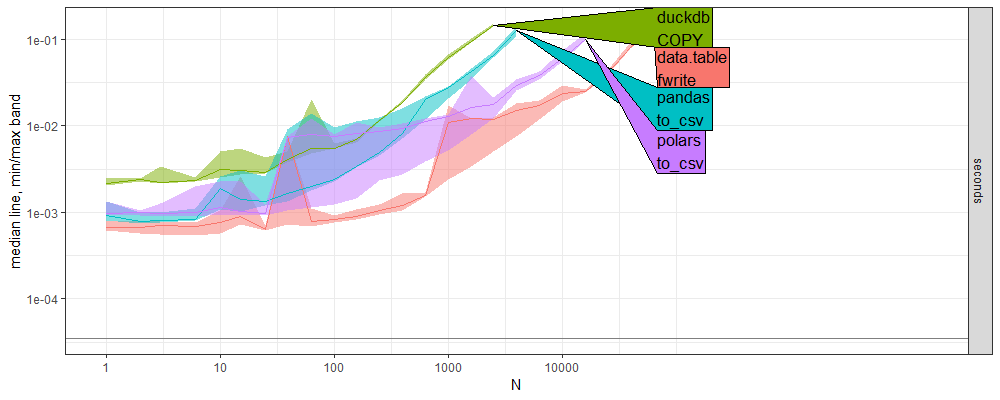 duckdb
COPY
data.table
fwrite
pandas
to_csv
polars
to_csv
1e-01
1e-02
1e-03
1e-04
median line, min/max band
seconds
1
10
100
1000
10000
N